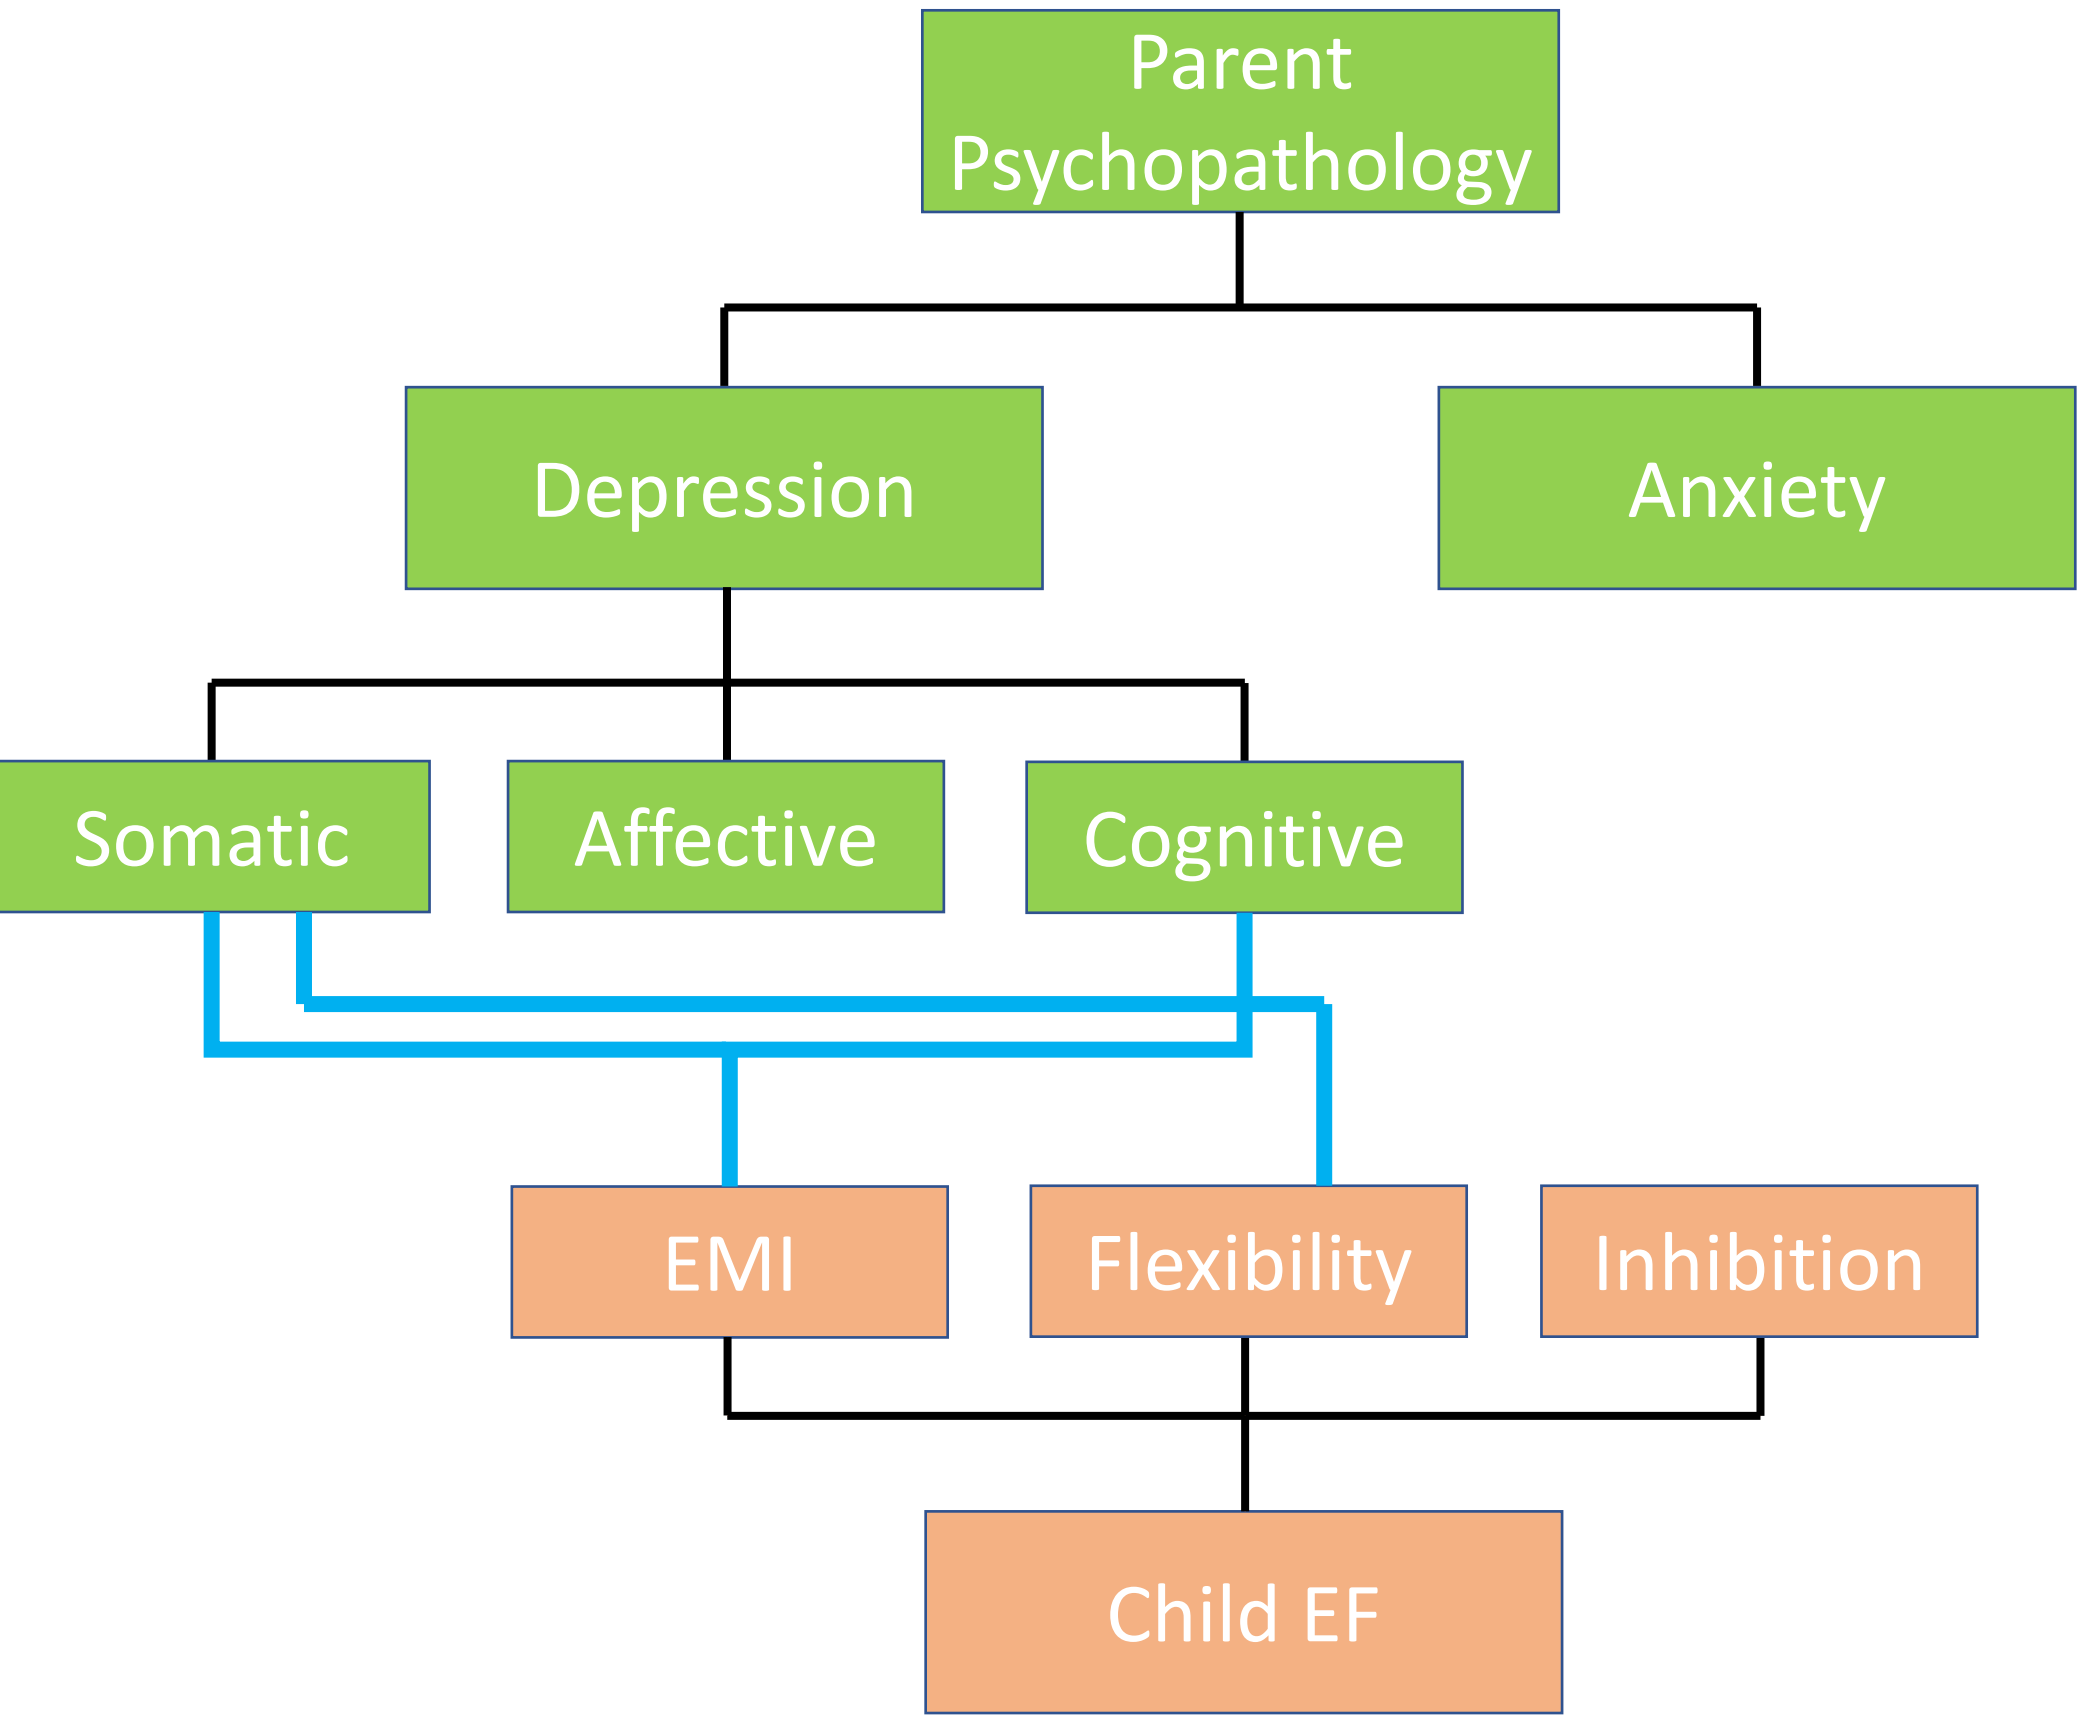 Parent
Psychopathology
Depression
Anxiety
Somatic
Affective
Cognitive
EMI
Flexibility
Inhibition
Child EF